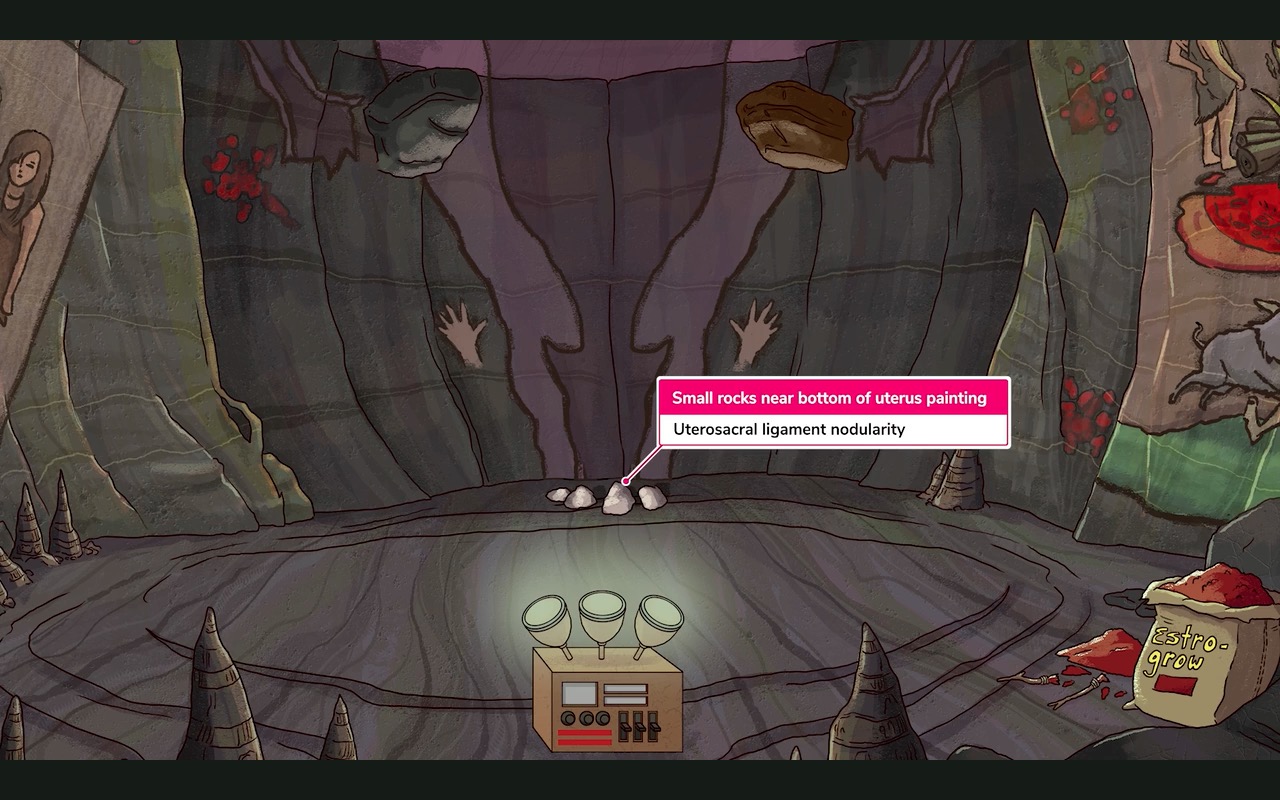 Small rocks near bottom of uterus painting
Uterosacral ligament nodularity
Estro-
grow